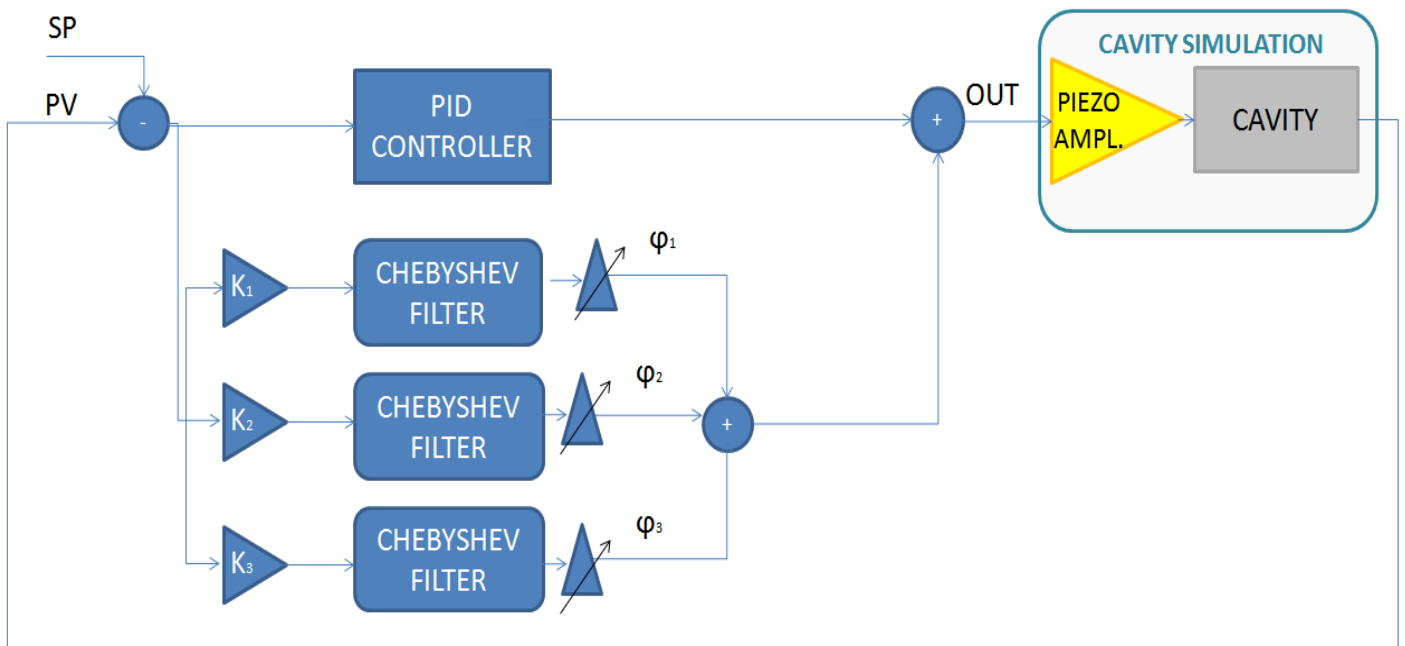 SP
CAVITY SIMULATION
PV
-
PID
CONTROLLER
+
OUT
PIEZO
AMPL.
CAVITY
K₁
CHEBYSHEV
FILTER
φ₁
K₂
CHEBYSHEV
FILTER
φ₂
+
K₃
CHEBYSHEV
FILTER
φ₃